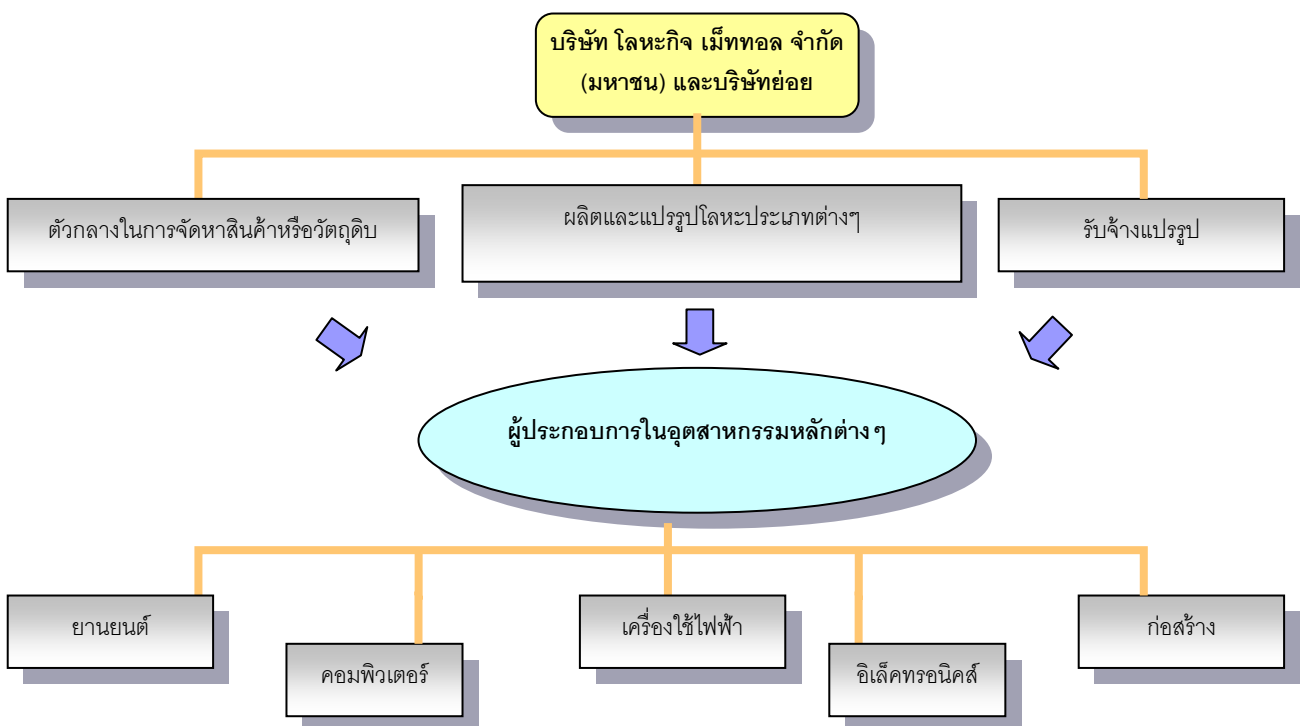 บริษัท โลหะกิจ เม็ททอล จำกัด
(มหาชน) และบริษัทย่อย
ตัวกลางในการจัดหาสินค้าหรือวัตถุดิบ
ผลิตและแปรรูปโลหะประเภทต่างๆ
รับจ้างแปรรูป
ผู้ประกอบการในอุตสาหกรรมหลักต่างๆ
ยานยนต์
คอมพิวเตอร์
เครื่องใช้ไฟฟ้า
อิเล็คทรอนิคส์
ก่อสร้าง